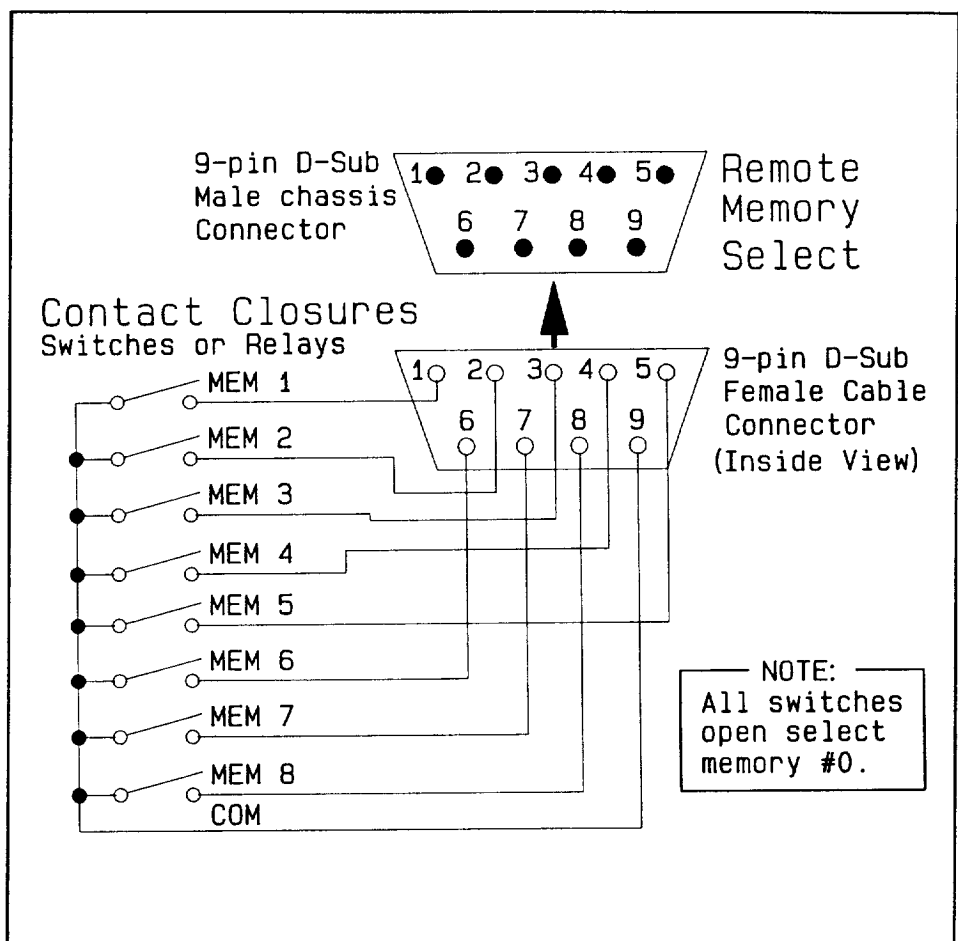 9-pin D-Sub
Male chassis
Connector
1 2 3 4 5
6 7 8 9
Remote
Memory
Select
Contact Closures
Switches or Relays
1 2 3 4 5
6 7 8 9
9-pin D-Sub
Female Cable
Connector
(Inside View)
MEM 1
MEM 2
MEM 3
MEM 4
MEM 5
MEM 6
MEM 7
MEM 8
COM
NOTE:
All switches
open select
memory #0.